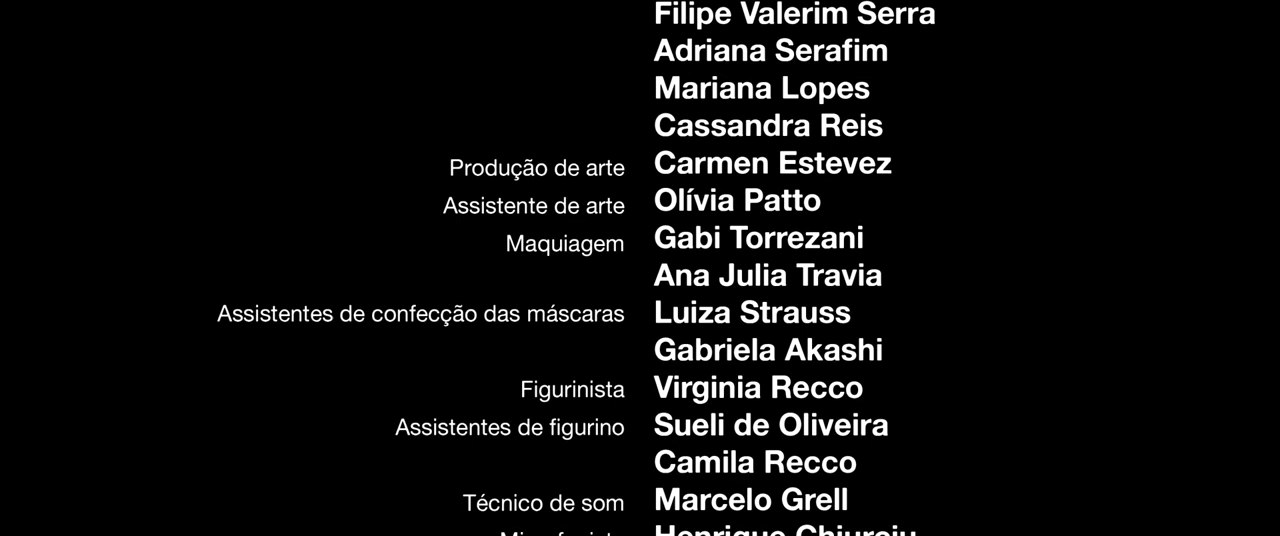 Filipe Valerim Serra
Adriana Serafim
Mariana Lopes
Cassandra Reis
Produção de arte Carmen Estevez
Assistente de arte Olívia Patto
Maquiagem Gabi Torrezani
Ana Julia Travia
Assistentes de confecção das máscaras Luiza Strauss
Gabriela Akashi
Figurinista Virginia Recco
Assistentes de figurino Sueli de Oliveira
Camila Recco
Técnico de som Marcelo Grell
Henrique